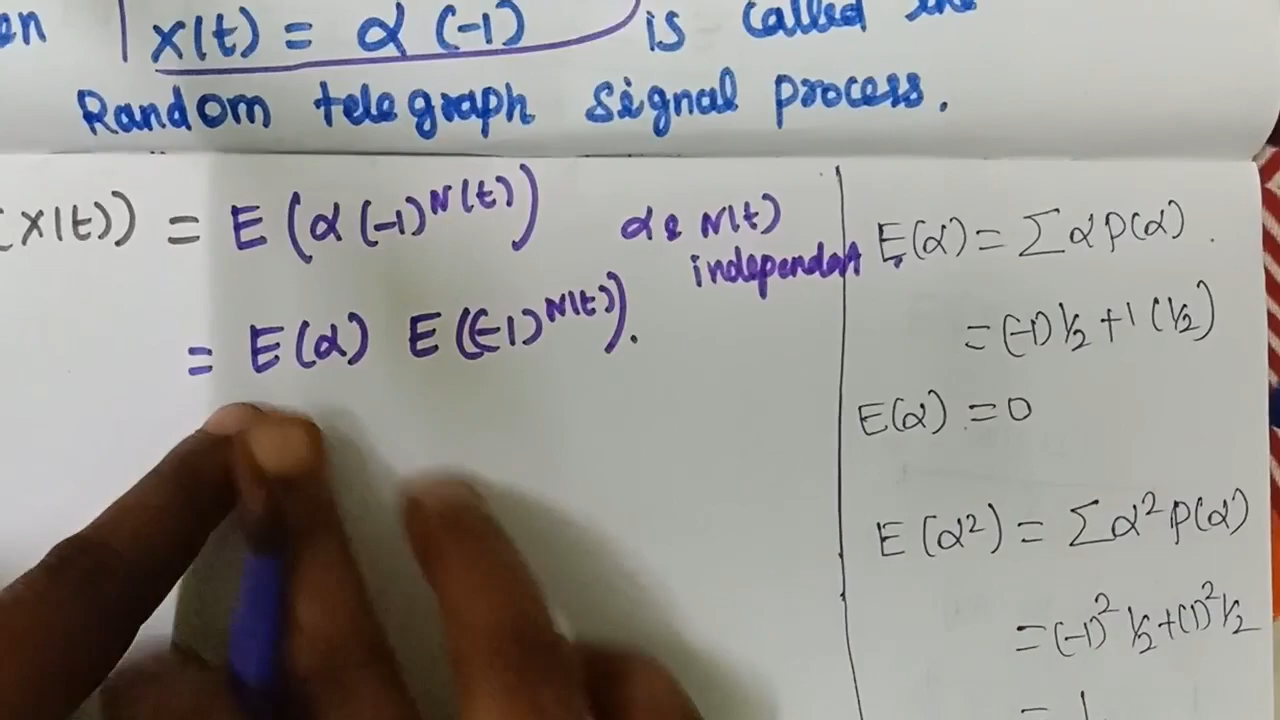 en X(t) = α (-1) is called the
Random telegraph signal process.
(X(t)) = E(α(-1)^N(t)) α & N(t)
independent
= E(α) E((-1)^N(t)).
E(α) = Σ α P(α).
= (-1) 1/2 + 1 (1/2)
E(α) = 0
E(α²) = Σ α² P(α)
= (-1)² 1/2 + (1)² 1/2
= 1